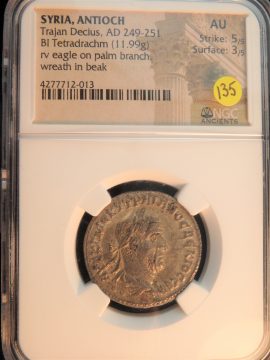 SYRIA, ANTIOCH
AU
Trajan Decius, AD 249-251
Strike: 5/5
BI Tetradrachm (11.99g)
Surface: 3/5
rv eagle on palm branch,
wreath in beak
4277712-013
135
NGC
ANCIENTS